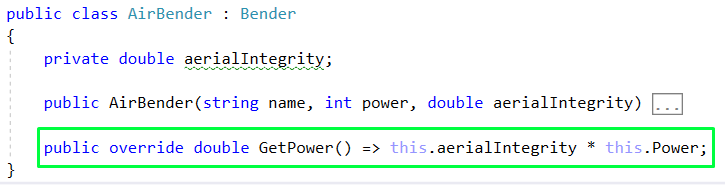 public class AirBender : Bender
{
private double aerialIntegrity;
public AirBender(string name, int power, double aerialIntegrity) ...
public override double GetPower() => this.aerialIntegrity * this.Power;
}